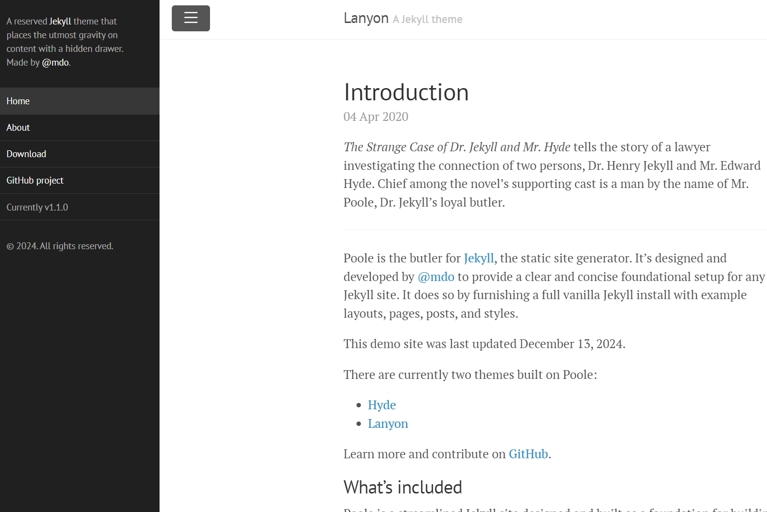 A reserved Jekyll theme that
places the utmost gravity on
content with a hidden drawer.
Made by @mdo.
Home
About
Download
GitHub project
Currently v1.1.0
© 2024. All rights reserved.
Lanyon A Jekyll theme
Introduction
04 Apr 2020
The Strange Case of Dr. Jekyll and Mr. Hyde tells the story of a lawyer
investigating the connection of two persons, Dr. Henry Jekyll and Mr. Edward
Hyde. Chief among the novel’s supporting cast is a man by the name of Mr.
Poole, Dr. Jekyll’s loyal butler.
Poole is the butler for Jekyll, the static site generator. It’s designed and
developed by @mdo to provide a clear and concise foundational setup for any
Jekyll site. It does so by furnishing a full vanilla Jekyll install with example
layouts, pages, posts, and styles.
This demo site was last updated December 13, 2024.
There are currently two themes built on Poole:
Hyde
Lanyon
Learn more and contribute on GitHub.
What’s included